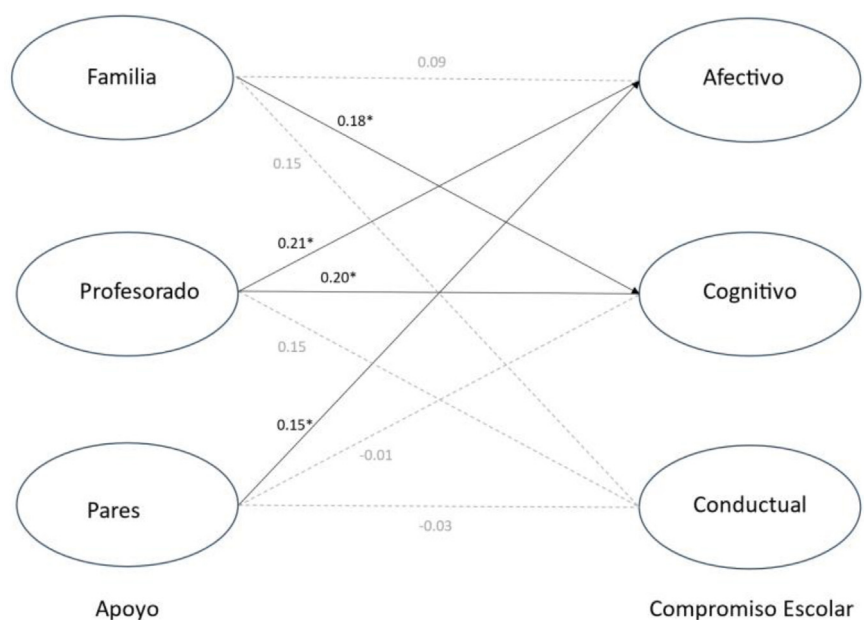 0.09
Familia
Afectivo
0.18*
0.15
0.21*
0.20*
Profesorado
Cognitivo
0.15
0.15*
-0.01
Pares
Conductual
-0.03
Apoyo
Compromiso Escolar